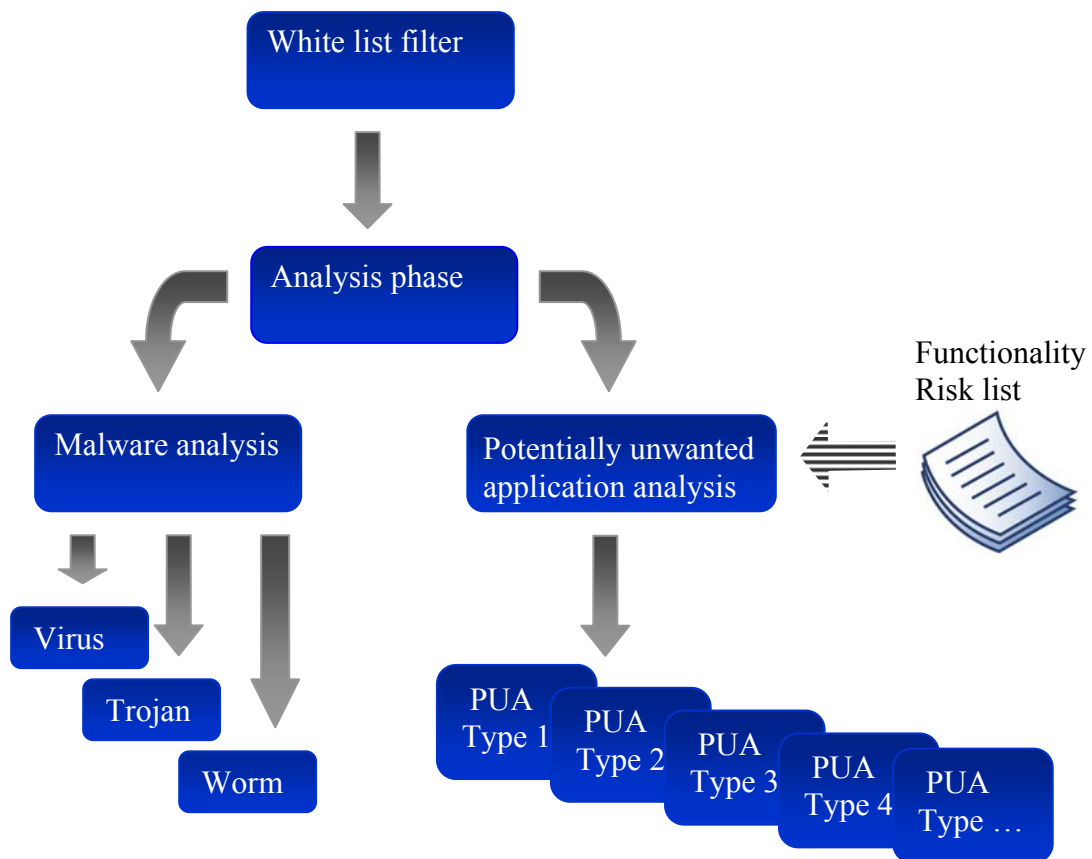 White list filter
Analysis phase
Functionality
Risk list
Malware analysis
Potentially unwanted
application analysis
Virus
Trojan
Worm
PUA
Type 1
PUA
Type 2
PUA
Type 3
PUA
Type 4
PUA
Type …